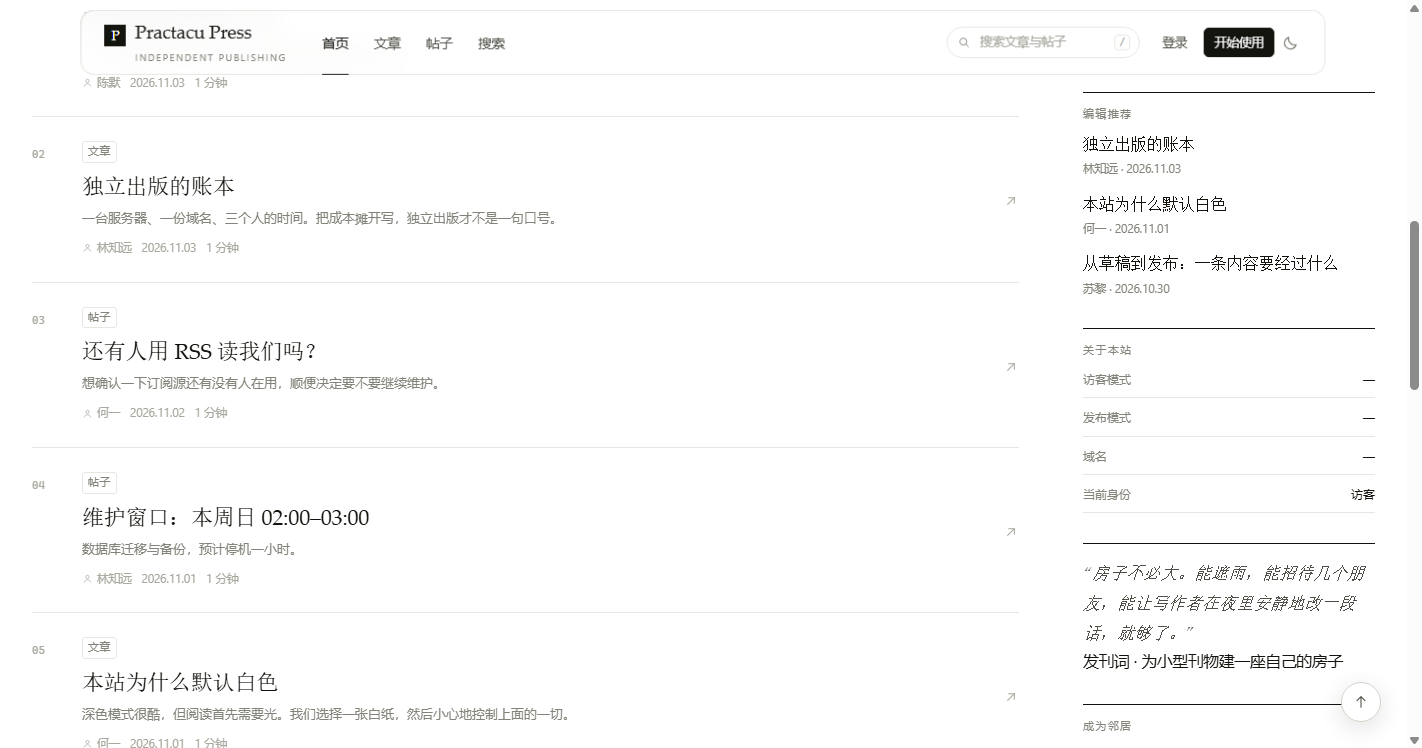 P Practacu Press
INDEPENDENT PUBLISHING
首页 文章 帖子 搜索
搜索文章与帖子 /
登录 开始使用
陈默 2026.11.03 1 分钟
02
文章
独立出版的账本
一台服务器、一份域名、三个人的时间。把成本摊开写，独立出版才不是一句口号。
林知远 2026.11.03 1 分钟
03
帖子
还有人用 RSS 读我们吗？
想确认一下订阅源还有没有人在用，顺便决定要不要继续维护。
何一 2026.11.02 1 分钟
04
帖子
维护窗口：本周日 02:00–03:00
数据库迁移与备份，预计停机一小时。
林知远 2026.11.01 1 分钟
05
文章
本站为什么默认白色
深色模式很酷，但阅读首先需要光。我们选择一张白纸，然后小心地控制上面的一切。
何一 2026.11.01 1 分钟
编辑推荐
独立出版的账本
林知远 · 2026.11.03
本站为什么默认白色
何一 · 2026.11.01
从草稿到发布：一条内容要经过什么
苏黎 · 2026.10.30
关于本站
访客模式 —
发布模式 —
域名 —
当前身份 访客
“房子不必大。能遮雨，能招待几个朋
友，能让写作者在夜里安静地改一段
话，就够了。”
发刊词 · 为小型刊物建一座自己的房子
成为邻居